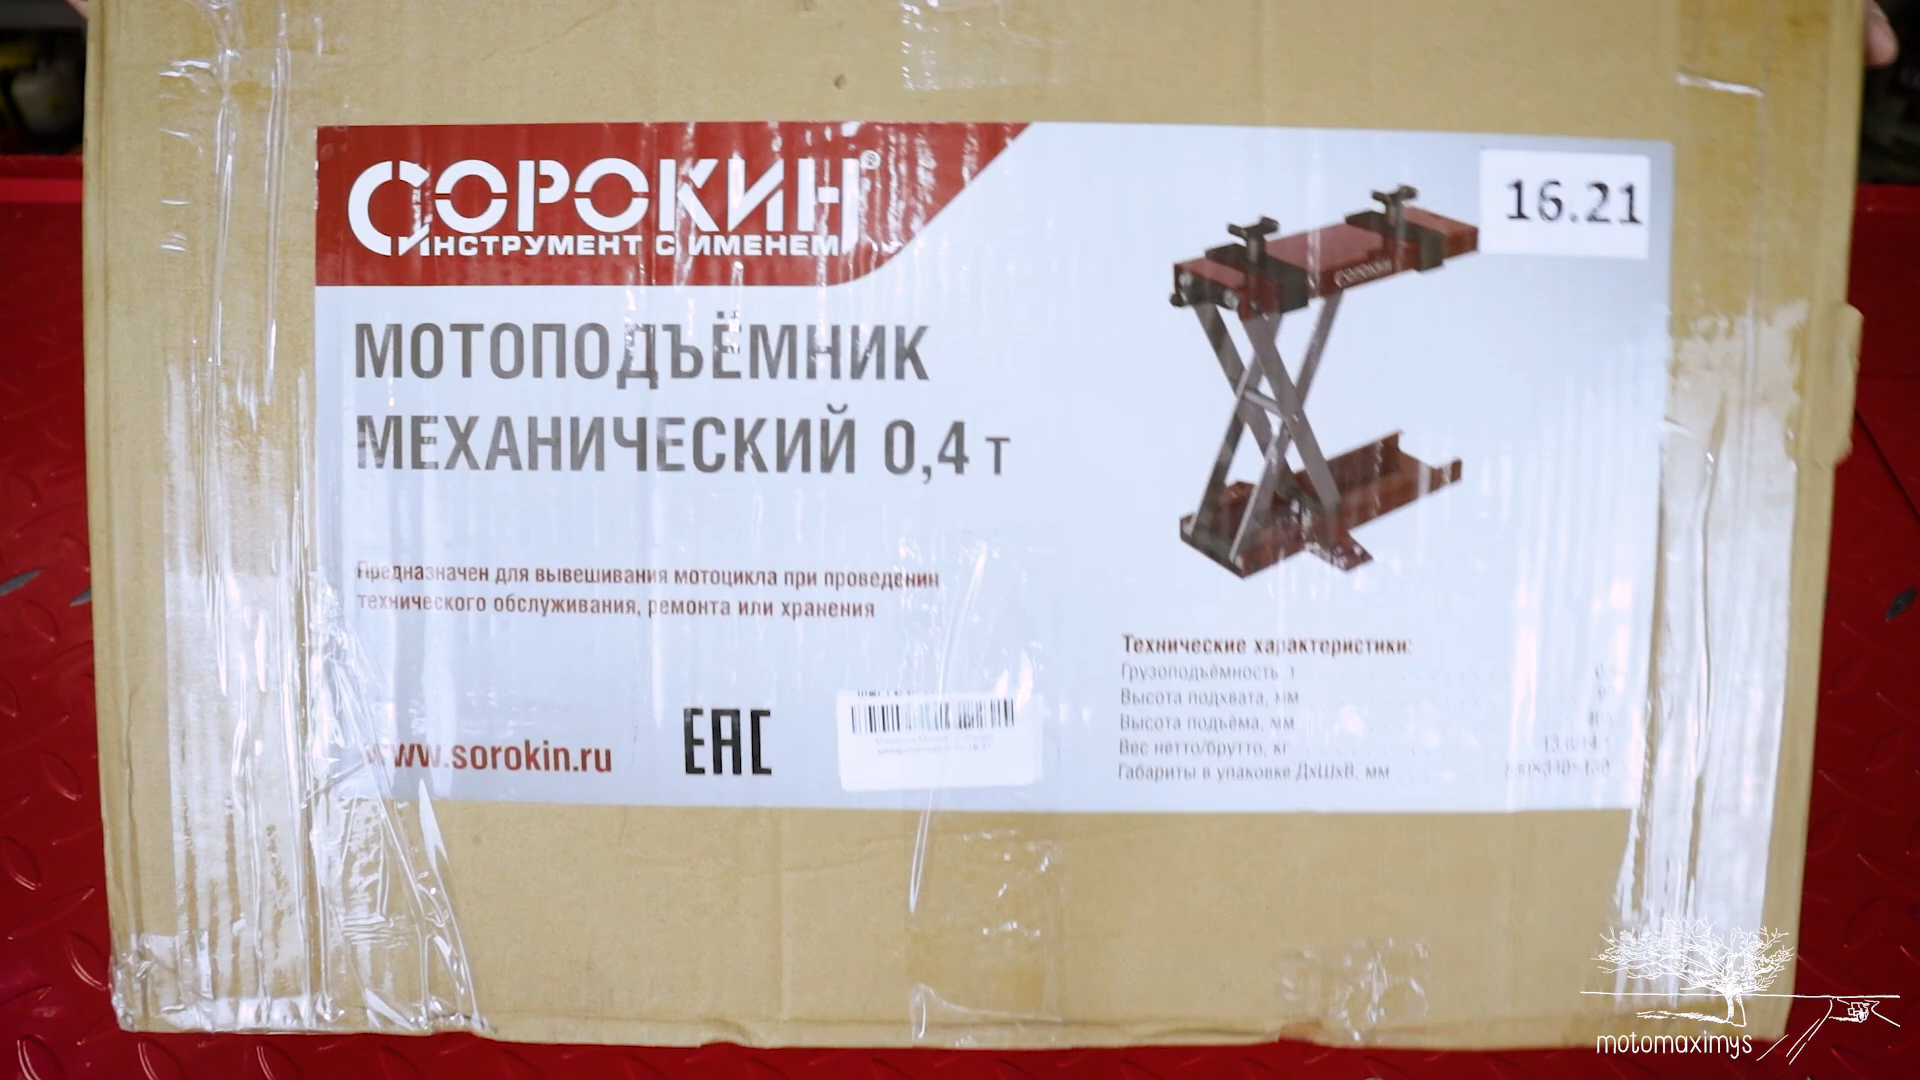 СОРОКИН®
ИНСТРУМЕНТ С ИМЕНЕМ
16.21
МОТОПОДЪЁМНИК
МЕХАНИЧЕСКИЙ 0,4 т
СОРОКИН
Предназначен для вывешивания мотоцикла при проведении
технического обслуживания, ремонта или хранения
www.sorokin.ru
ЕАС
Технические характеристики:
Грузоподъёмность, т
Высота подхвата, мм
Высота подъёма, мм
Вес нетто/брутто, кг
Габариты в упаковке ДхШхВ, мм
motomaximys